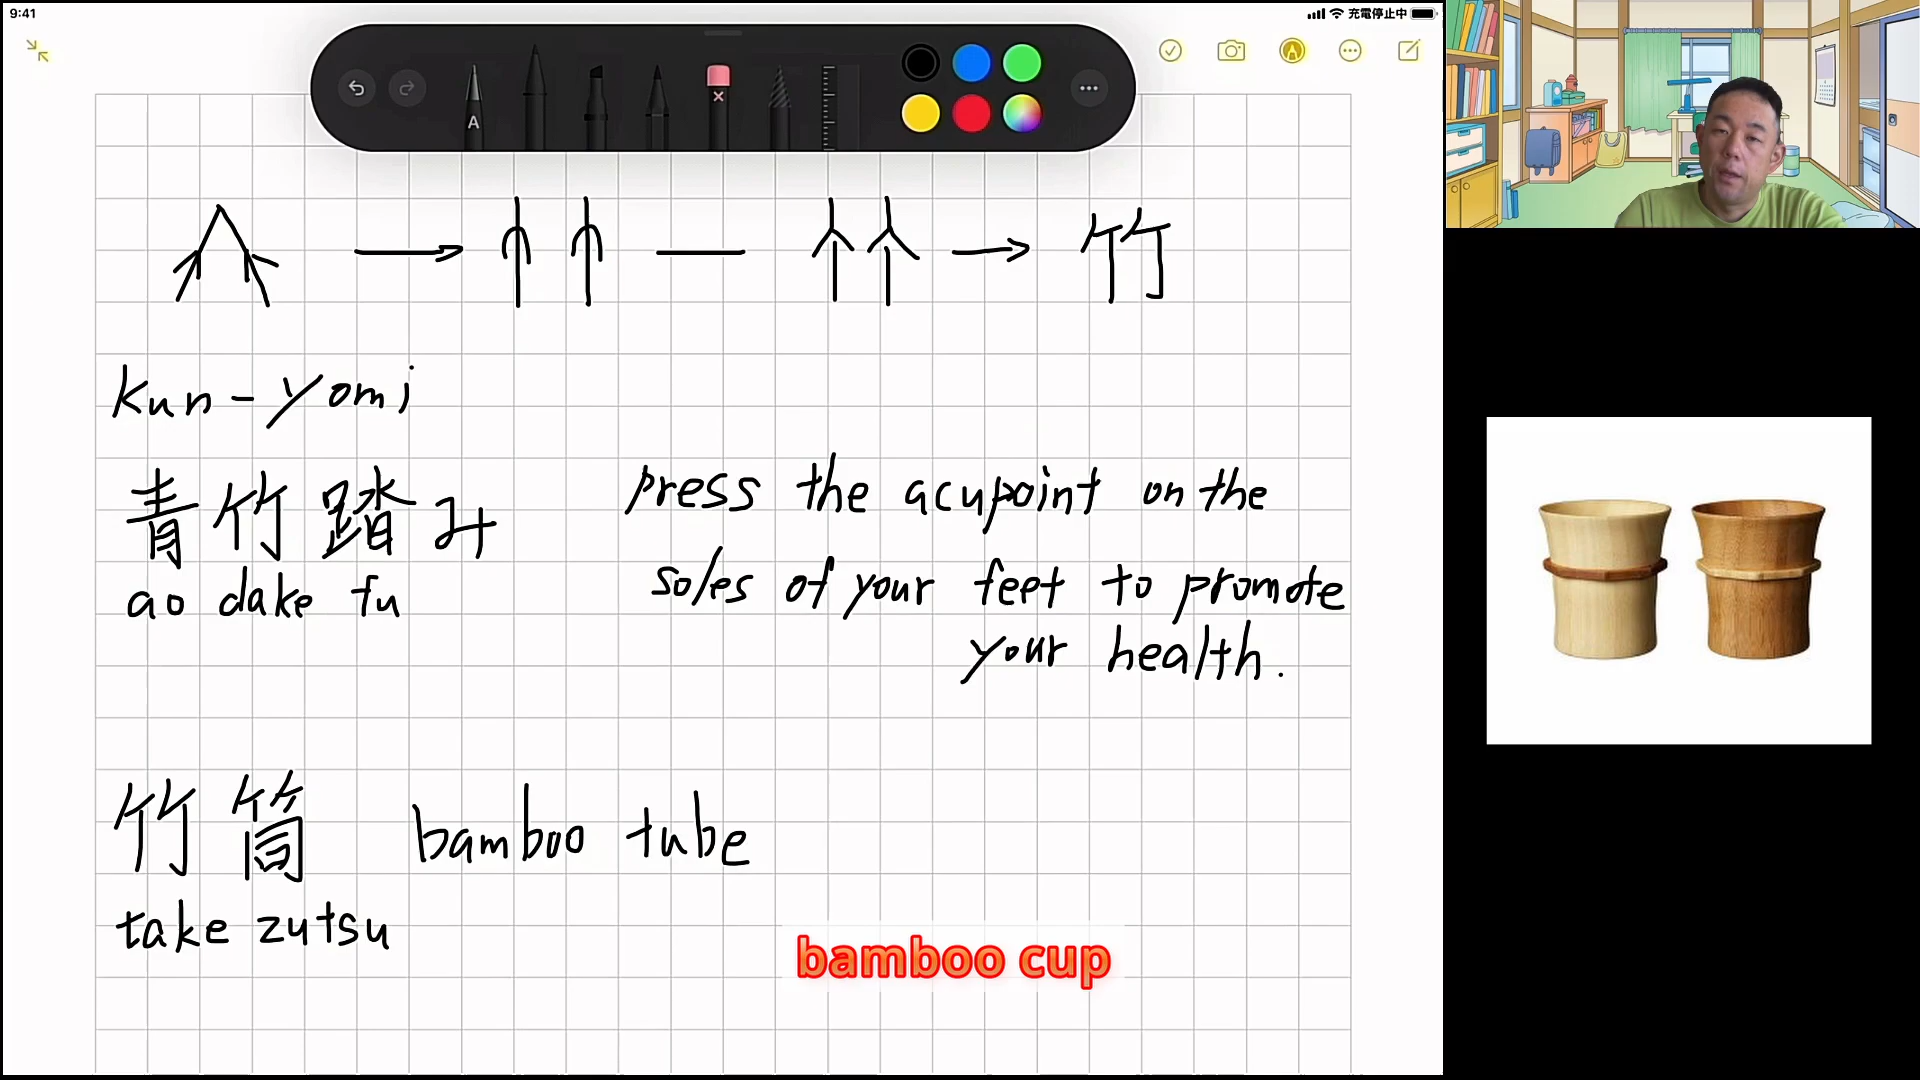 9:41
充電停止中
A
竹
kun-yomi
青竹踏み
ao dake fu
press the acupoint on the
soles of your feet to promote
your health.
竹筒 bamboo tube
take zutsu
bamboo cup